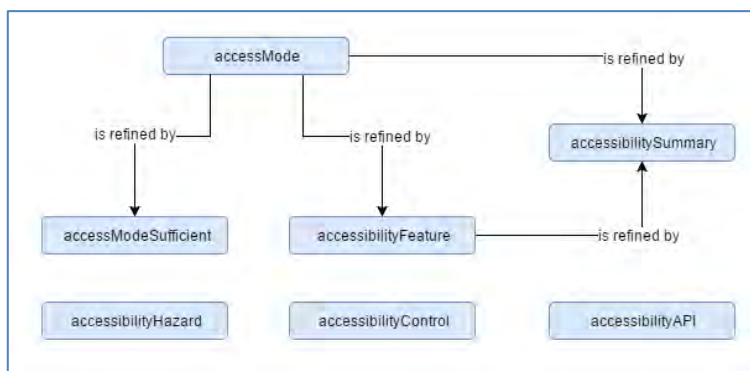 accessMode
is refined by
is refined by
is refined by
accessibilitySummary
accessModeSufficient
accessibilityFeature
is refined by
accessibilityHazard
accessibilityControl
accessibilityAPI